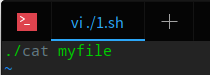 vi ./1.sh
./cat myfile
~